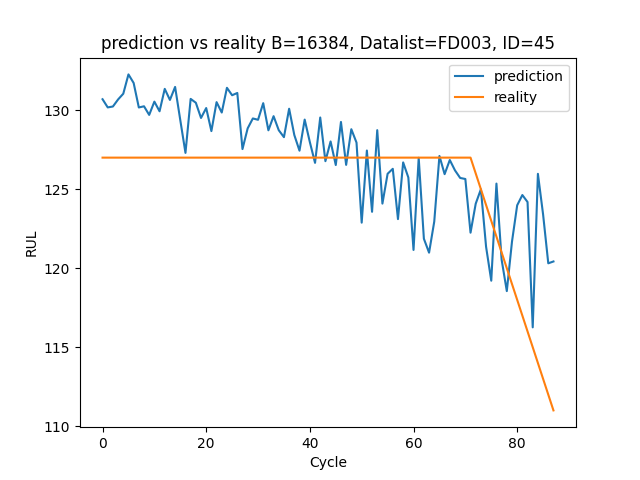 prediction vs reality B=16384, Datalist=FD003, ID=45
prediction
reality
RUL
130
125
120
115
110
0 20 40 60 80
Cycle